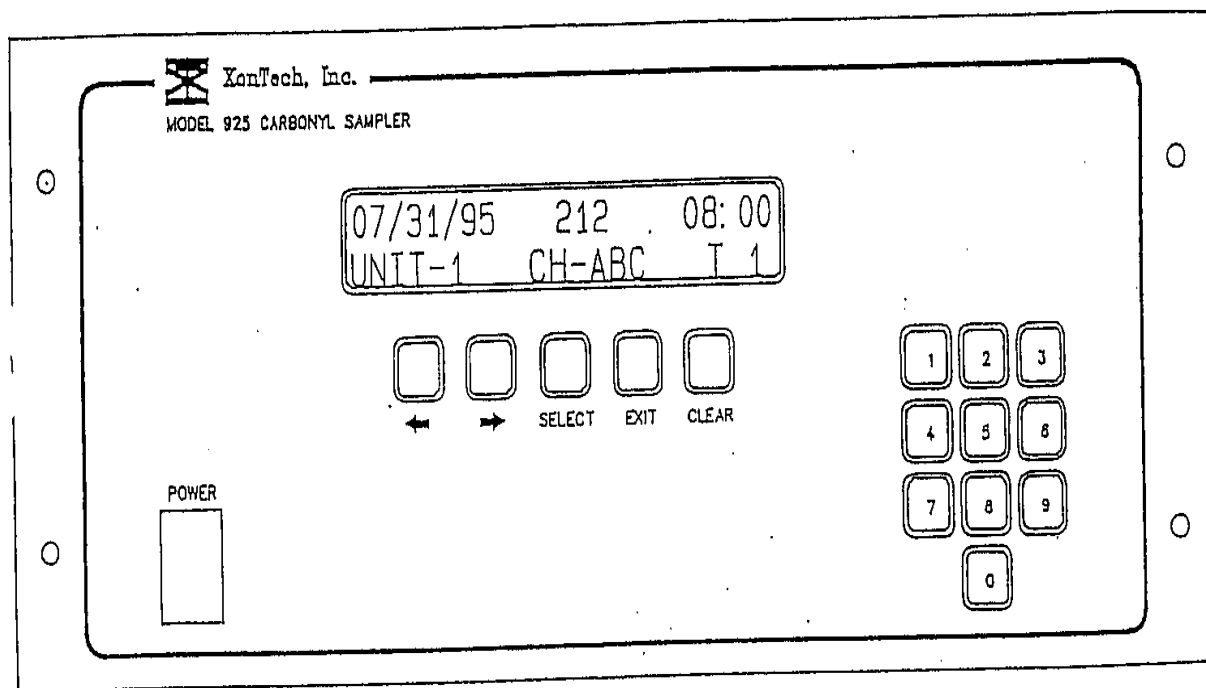 XonTech, Inc.
MODEL 925 CARBONYL SAMPLER
07/31/95 212 08:00
UNIT-1 CH-ABC T 1
SELECT EXIT CLEAR
POWER
1 2 3
4 5 6
7 8 9
0